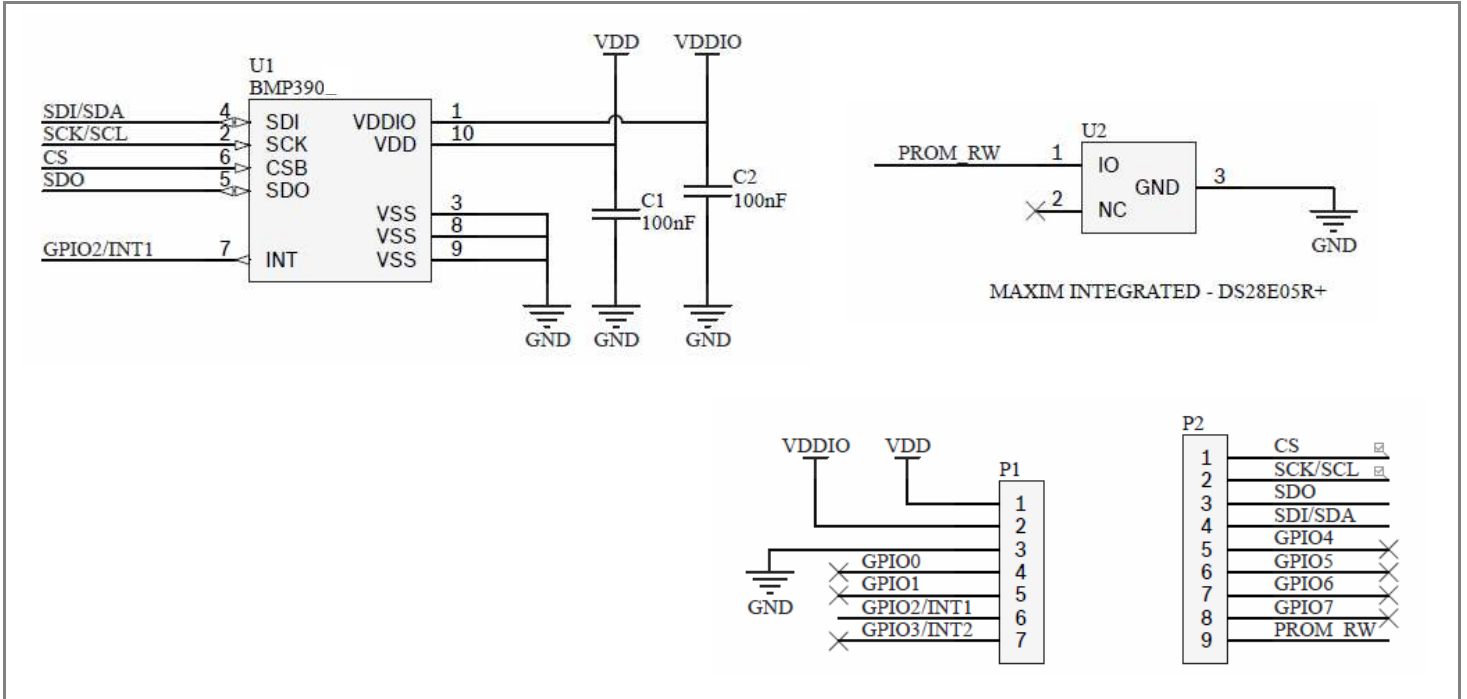 VDD VDDIO
U1
BMP390_
SDI/SDA 4 SDI VDDIO 1
SCK/SCL 2 SCK VDD 10
CS 6 CSB
SDO 5 SDO
VSS 3
VSS 8
GPIO2/INT1 7 INT VSS 9
C1
100nF
C2
100nF
GND GND GND
U2
PROM_RW 1 IO
GND 3
2 NC
GND
MAXIM INTEGRATED - DS28E05R+
VDDIO VDD
P1
1
2
3
GND
GPIO0 4
GPIO1 5
GPIO2/INT1 6
GPIO3/INT2 7
P2
1 CS
2 SCK/SCL
3 SDO
4 SDI/SDA
5 GPIO4
6 GPIO5
7 GPIO6
8 GPIO7
9 PROM_RW